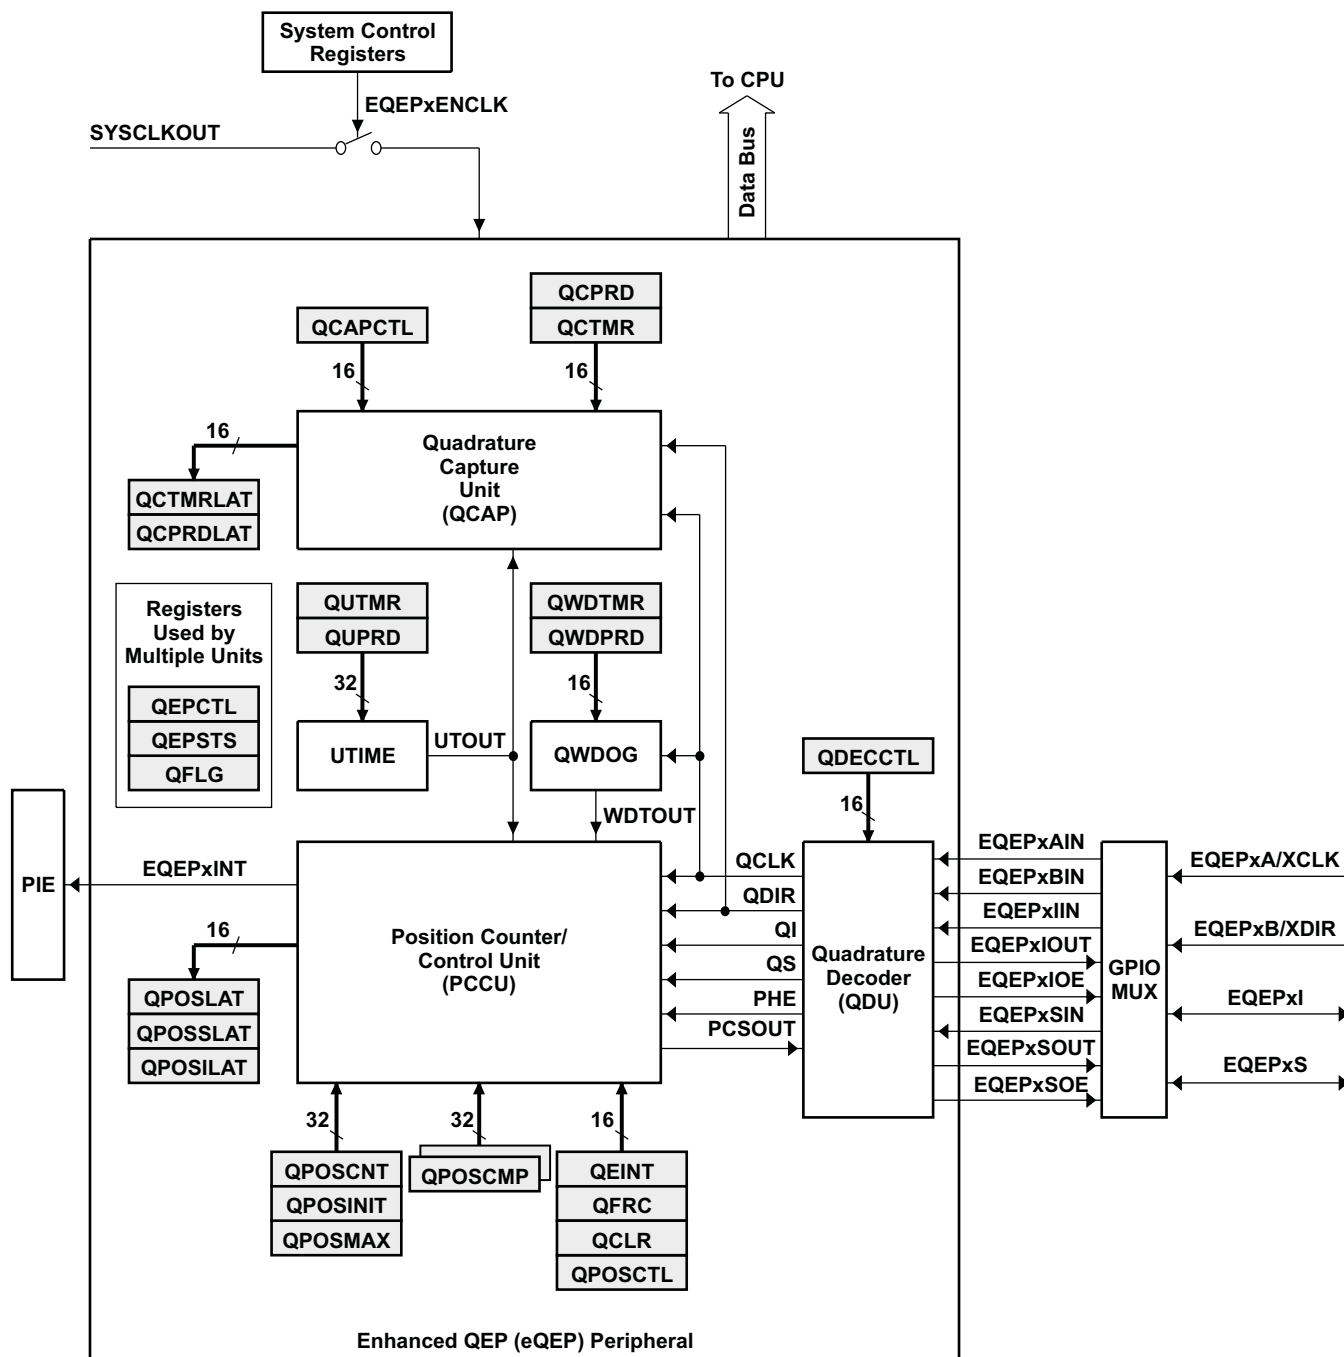 System Control
Registers
To CPU
EQEPxENCLK
SYSCLKOUT
Data Bus
QCPRD
QCAPCTL
QCTMR
16
16
16
Quadrature
Capture
Unit
(QCAP)
QCTMRLAT
QCPRDLAT
Registers
Used by
Multiple Units
QEPCTL
QEPSTS
QFLG
QUTMR
QUPRD
QWDTMR
QWDPRD
32
16
UTIME
UTOUT
QWDOG
WDTOUT
QDECCTL
16
PIE
EQEPxINT
16
Position Counter/
Control Unit
(PCCU)
QPOSLAT
QPOSSLAT
QPOSILAT
QCLK
QDIR
QI
QS
PHE
PCSOUT
Quadrature
Decoder
(QDU)
EQEPxAIN
EQEPxBIN
EQEPxIIN
EQEPxIOUT
EQEPxIOE
EQEPxSIN
EQEPxSOUT
EQEPxSOE
GPIO
MUX
EQEPxA/XCLK
EQEPxB/XDIR
EQEPxI
EQEPxS
32
32
16
QPOSCNT
QPOSINIT
QPOSMAX
QPOSCMP
QEINT
QFRC
QCLR
QPOSCTL
Enhanced QEP (eQEP) Peripheral